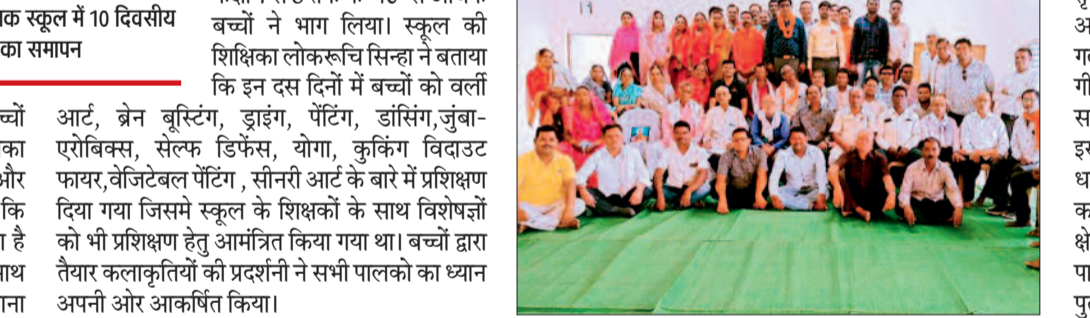 स्कूल में 10 दिवसीय
का समापन
बच्चों ने भाग लिया। स्कूल की
शिक्षिका लोकरूचि सिन्हा ने बताया
कि इन दस दिनों में बच्चों को वर्ली
आर्ट, ब्रेन बूस्टिंग, ड्राइंग, पेंटिंग, डांसिंग,जुंबा-
एरोबिक्स, सेल्फ डिफेंस, योगा, कुकिंग विदाउट
फायर,वेजिटेबल पेंटिंग , सीनरी आर्ट के बारे में प्रशिक्षण
दिया गया जिसमे स्कूल के शिक्षकों के साथ विशेषज्ञों
को भी प्रशिक्षण हेतु आमंत्रित किया गया था। बच्चों द्वारा
तैयार कलाकृतियों की प्रदर्शनी ने सभी पालको का ध्यान
अपनी ओर आकर्षित किया।